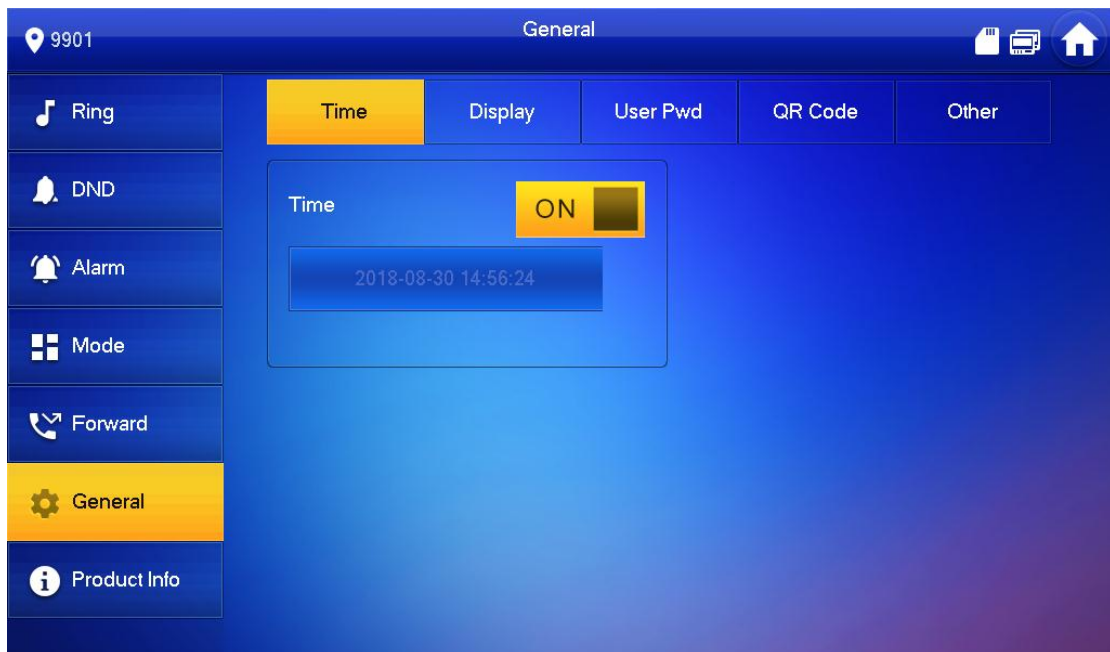 9901
General
Ring
DND
Alarm
Mode
Forward
General
Product Info
Time
Display
User Pwd
QR Code
Other
Time
ON
2018-08-30 14:56:24